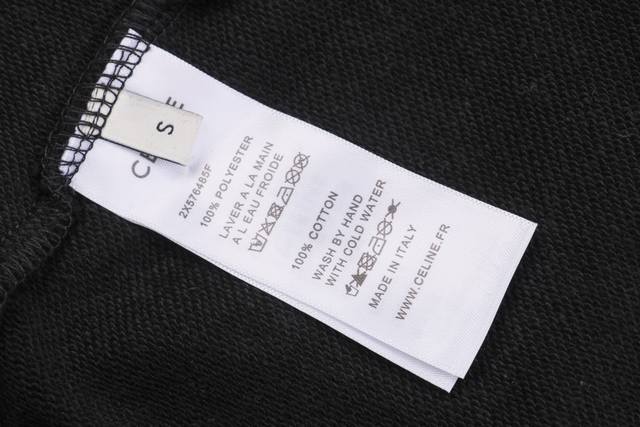 CE
E
S
2X576485F
100% POLYESTER
LAVER A LA MAIN
A L EAU FROIDE
100% COTTON
WASH BY HAND
WITH COLD WATER
MADE IN ITALY
WWW.CELINE.FR